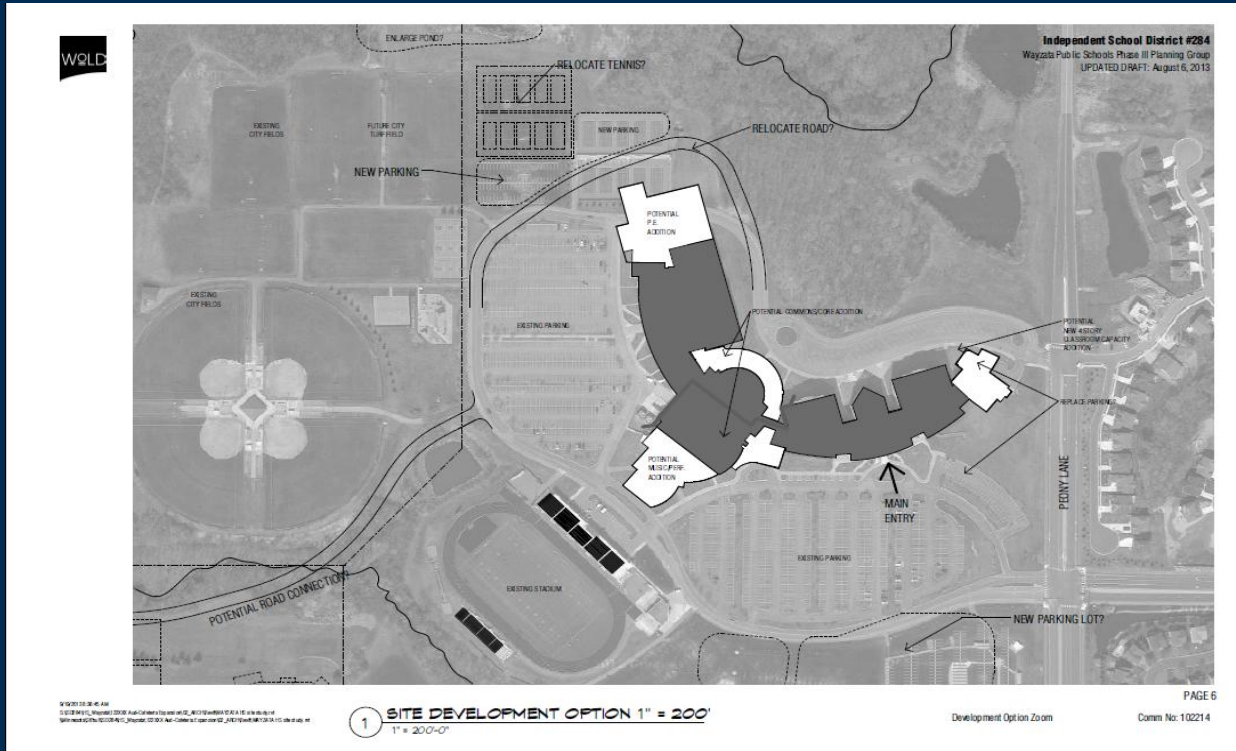 WOLD
Independent School District #284
Wayzata Public Schools Phase III Planning Group
UPDATED DRAFT: August 6, 2013
ENLARGE POND?
RELOCATE TENNIS?
EXISTING
CITY FIELDS
FUTURE CITY
TURF FIELD
NEW PARKING
RELOCATE ROAD?
NEW PARKING
POTENTIAL
P.E.
ADDITION
EXISTING
CITY FIELDS
EXISTING PARKING
POTENTIAL COMMONS/CORE ADDITION
POTENTIAL
NEW 4 STORY
CLASSROOM CAPACITY
ADDITION
REPLACE PARKING?
POTENTIAL
MUSIC/PERF.
ADDITION
PEONY LANE
MAIN
ENTRY
EXISTING PARKING
EXISTING STADIUM
POTENTIAL ROAD CONNECTION?
NEW PARKING LOT?
1
SITE DEVELOPMENT OPTION 1" = 200'
1" = 200'-0"
PAGE 6
Development Option Zoom
Comm No: 102214